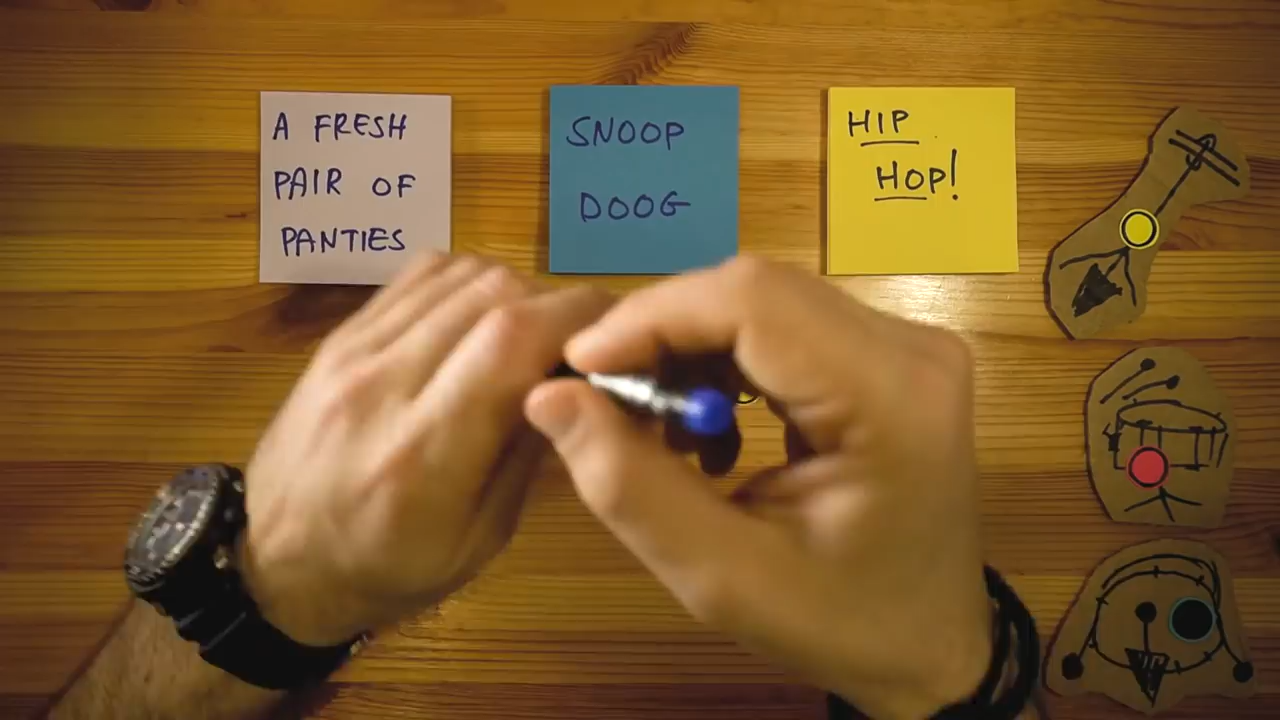 A FRESH
PAIR OF
PANTIES
SNOOP
DOOG
HIP
HOP!